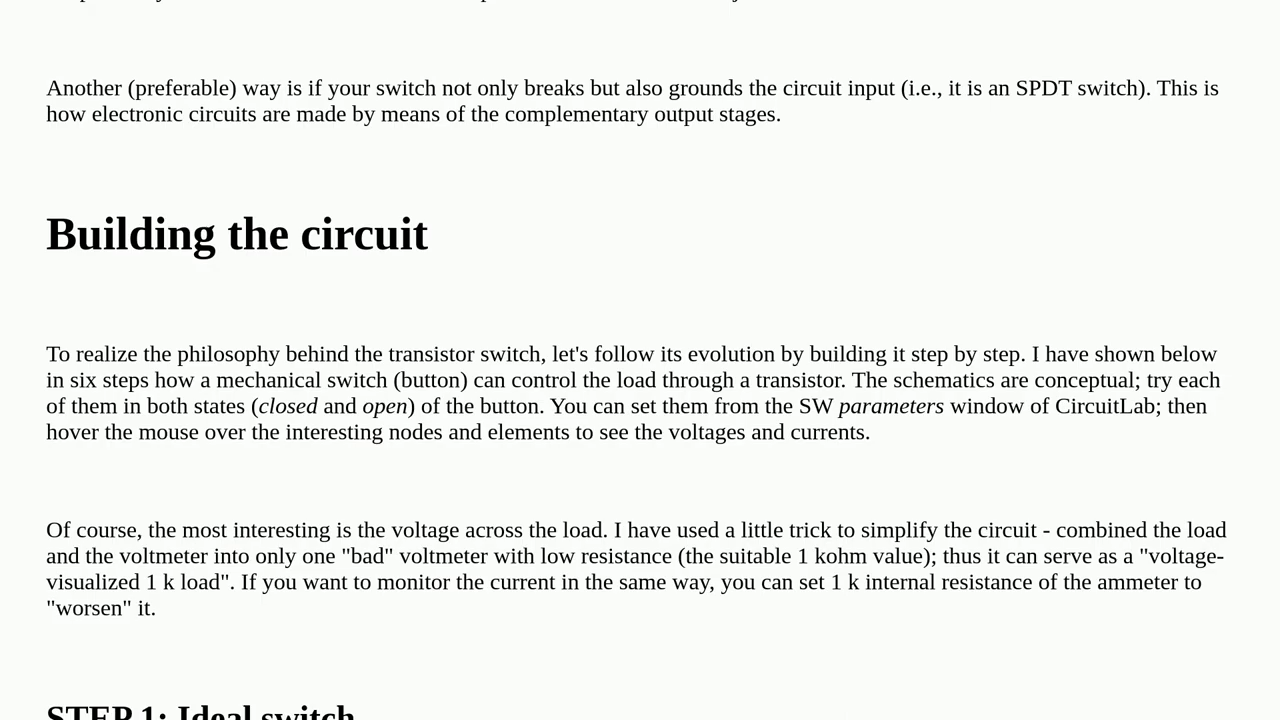 Another (preferable) way is if your switch not only breaks but also grounds the circuit input (i.e., it is an SPDT switch). This is
how electronic circuits are made by means of the complementary output stages.
Building the circuit
To realize the philosophy behind the transistor switch, let's follow its evolution by building it step by step. I have shown below
in six steps how a mechanical switch (button) can control the load through a transistor. The schematics are conceptual; try each
of them in both states (closed and open) of the button. You can set them from the SW parameters window of CircuitLab; then
hover the mouse over the interesting nodes and elements to see the voltages and currents.
Of course, the most interesting is the voltage across the load. I have used a little trick to simplify the circuit - combined the load
and the voltmeter into only one "bad" voltmeter with low resistance (the suitable 1 kohm value); thus it can serve as a "voltage-
visualized 1 k load". If you want to monitor the current in the same way, you can set 1 k internal resistance of the ammeter to
"worsen" it.
STEP 1: Ideal switch